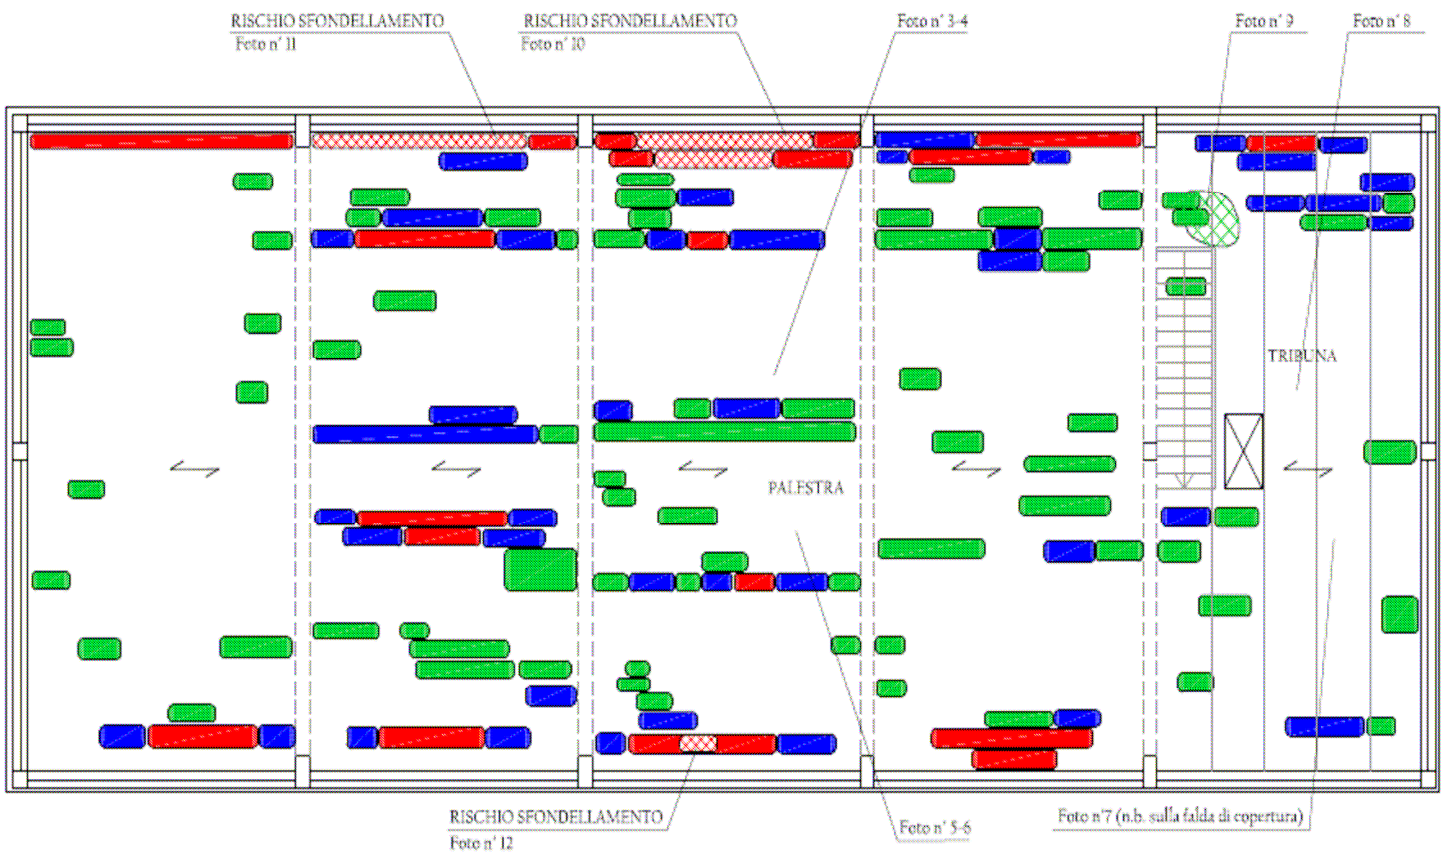 RISCHIO SFONDELLAMENTO
Foto n° 11
RISCHIO SFONDELLAMENTO
Foto n° 10
Foto n° 3-4
Foto n° 9
Foto n° 8
TRIBUNA
PALESTRA
RISCHIO SFONDELLAMENTO
Foto n° 12
Foto n° 5-6
Foto n°7 (n.b. sulla falda di copertura)